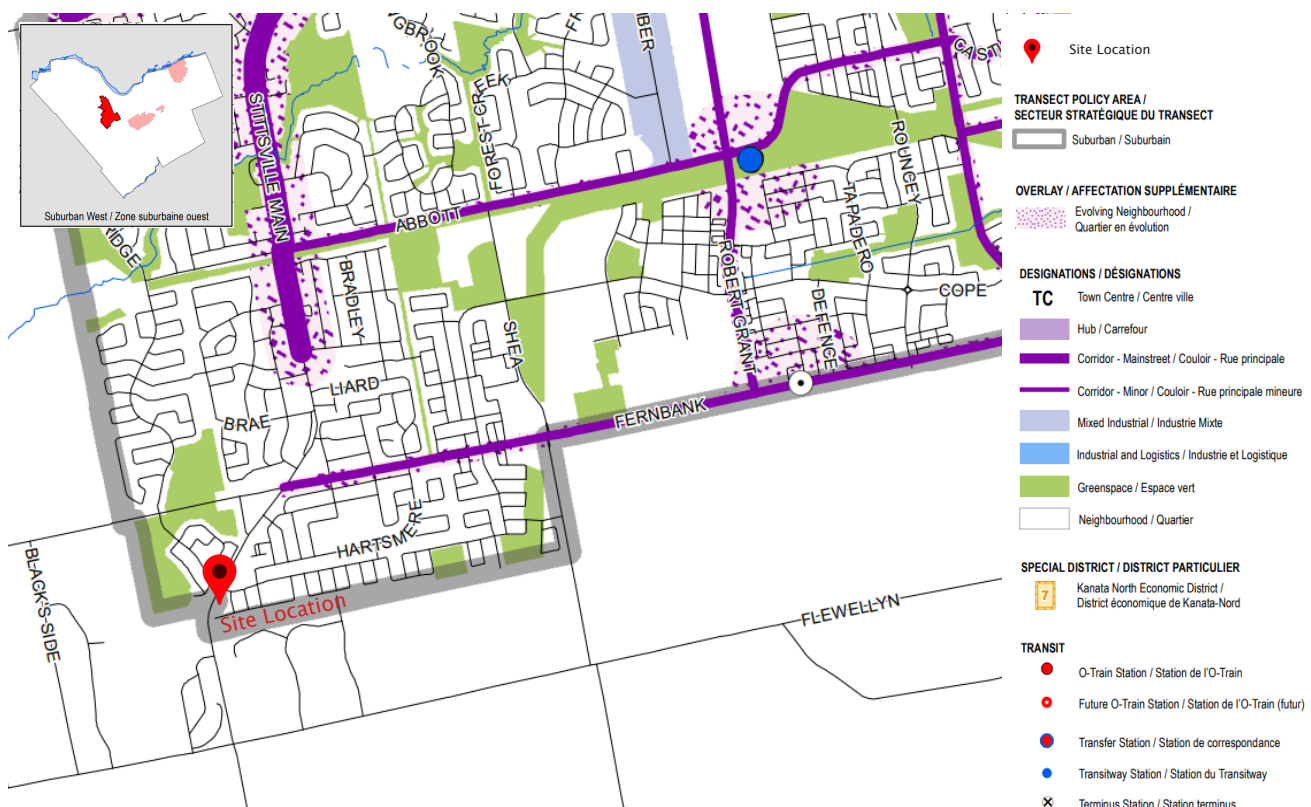 GBROOK
FR
BER
CAST
STITTSVILLE MAIN
FOREST-CREEK
ROUNCEY
Suburban West / Zone suburbaine ouest
RIDGE
ABBOTT
TAPADERO
BRADLEY
ROBERT GRANT
COPE
DEFENCE
SHEA
LIARD
BRAE
FERNBANK
HARTSMERE
BLACK'S-SIDE
Site Location
FLEWELLYN
Site Location
TRANSECT POLICY AREA /
SECTEUR STRATÉGIQUE DU TRANSECT
Suburban / Suburbain
OVERLAY / AFFECTATION SUPPLÉMENTAIRE
Evolving Neighbourhood /
Quartier en évolution
DESIGNATIONS / DÉSIGNATIONS
TC Town Centre / Centre ville
Hub / Carrefour
Corridor - Mainstreet / Couloir - Rue principale
Corridor - Minor / Couloir - Rue principale mineure
Mixed Industrial / Industrie Mixte
Industrial and Logistics / Industrie et Logistique
Greenspace / Espace vert
Neighbourhood / Quartier
SPECIAL DISTRICT / DISTRICT PARTICULIER
7
Kanata North Economic District /
District économique de Kanata-Nord
TRANSIT
O-Train Station / Station de l'O-Train
Future O-Train Station / Station de l'O-Train (futur)
Transfer Station / Station de correspondance
Transitway Station / Station du Transitway
Terminus Station / Station terminus